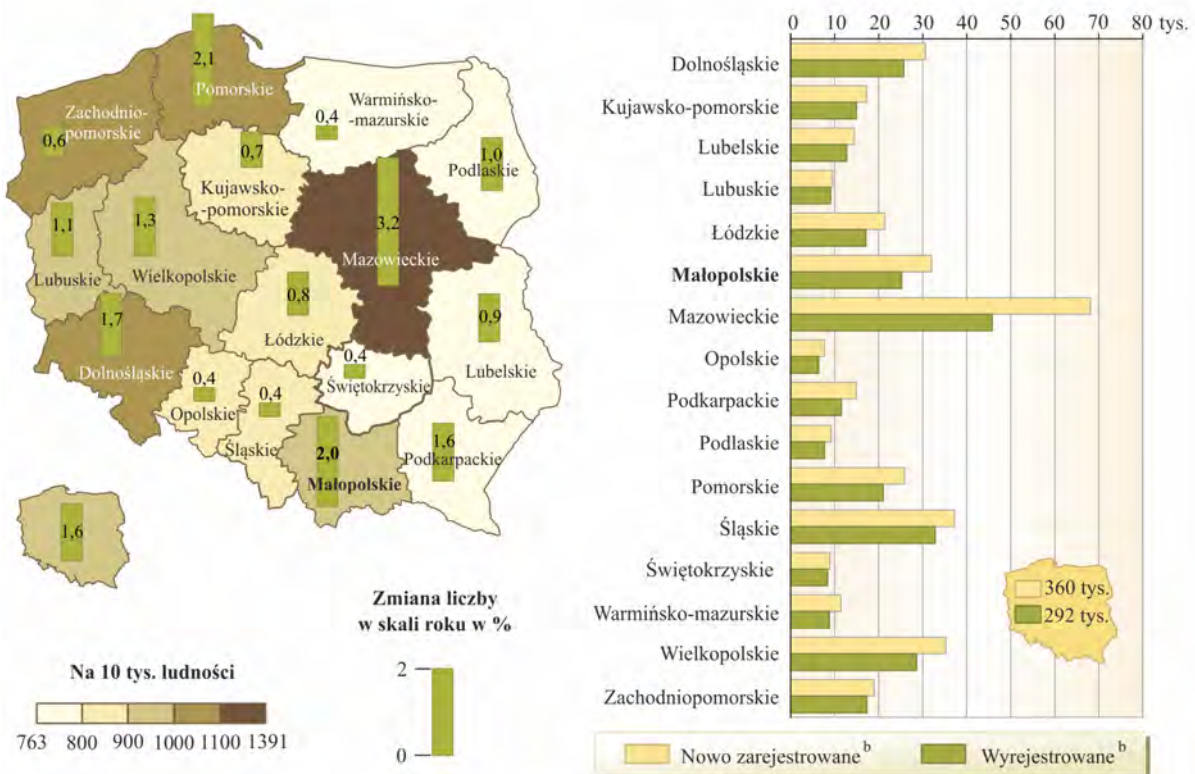 2,1
Pomorskie
Zachodnio-
pomorskie
0,6
0,4
Warmińsko-
-mazurskie
0,7
Kujawsko-
-pomorskie
1,0
Podlaskie
1,1
Lubuskie
1,3
Wielkopolskie
3,2
Mazowieckie
0,8
Łódzkie
0,9
Lubelskie
1,7
Dolnośląskie
0,4
Opolskie
0,4
Śląskie
0,4
Świętokrzyskie
2,0
Małopolskie
1,6
Podkarpackie
1,6
Na 10 tys. ludności
763 800 900 1000 1100 1391
Zmiana liczby
w skali roku w %
2
0
0 10 20 30 40 50 60 70 80 tys.
Dolnośląskie
Kujawsko-pomorskie
Lubelskie
Lubuskie
Łódzkie
Małopolskie
Mazowieckie
Opolskie
Podkarpackie
Podlaskie
Pomorskie
Śląskie
Świętokrzyskie
Warmińsko-mazurskie
Wielkopolskie
Zachodniopomorskie
360 tys.
292 tys.
Nowo zarejestrowane b Wyrejestrowane b